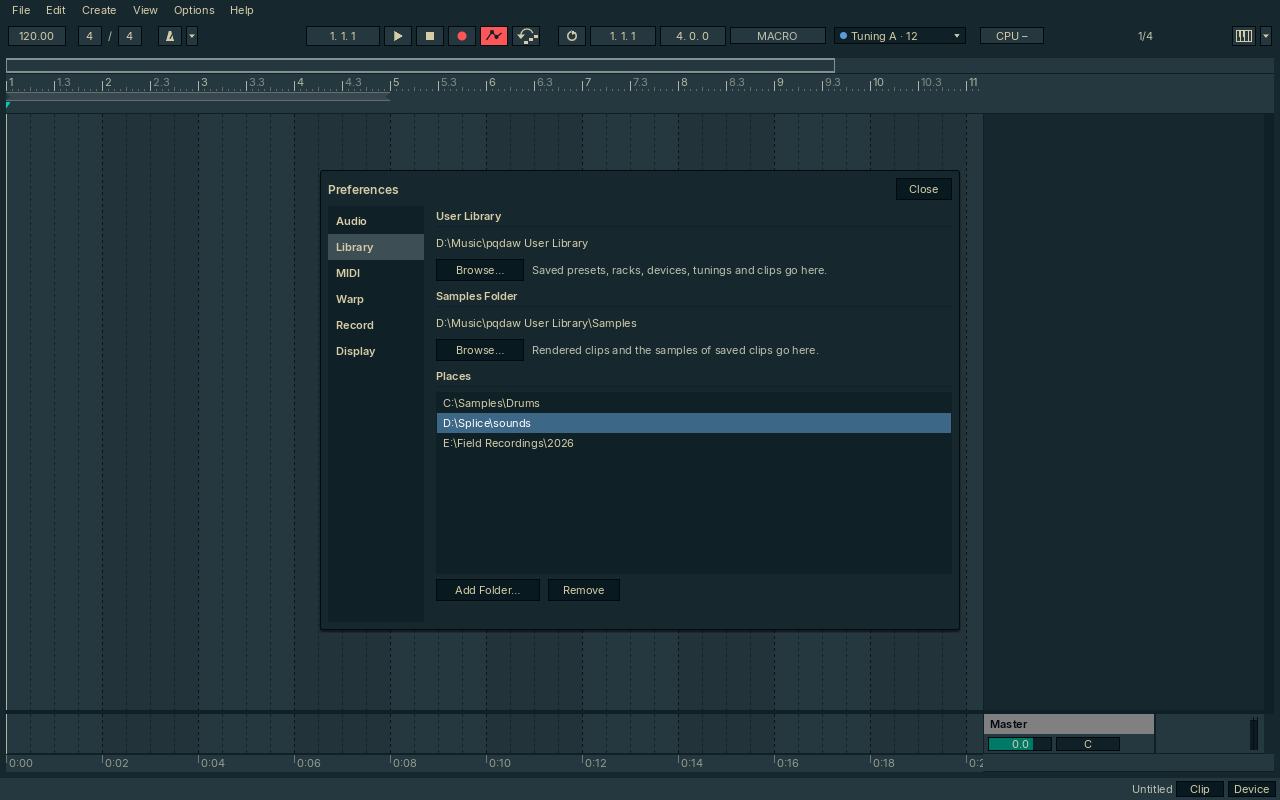 File Edit Create View Options Help
120.00 4 / 4 1. 1. 1 1. 1. 1 4. 0. 0 MACRO Tuning A · 12 CPU – 1/4
1 1.3 2 2.3 3 3.3 4 4.3 5 5.3 6 6.3 7 7.3 8 8.3 9 9.3 10 10.3 11
Preferences Close
Audio
Library
MIDI
Warp
Record
Display
User Library
D:\Music\pqdaw User Library
Browse... Saved presets, racks, devices, tunings and clips go here.
Samples Folder
D:\Music\pqdaw User Library\Samples
Browse... Rendered clips and the samples of saved clips go here.
Places
C:\Samples\Drums
D:\Splice\sounds
E:\Field Recordings\2026
Add Folder... Remove
Master
0.0 C
0:00 0:02 0:04 0:06 0:08 0:10 0:12 0:14 0:16 0:18
Untitled Clip Device